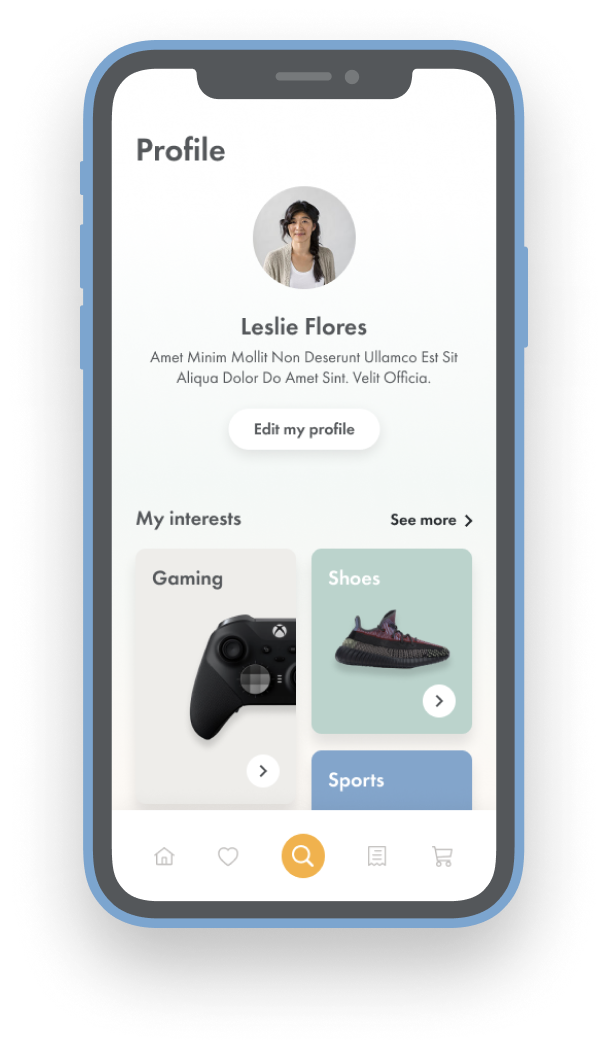 Profile
Leslie Flores
Amet Minim Mollit Non Deserunt Ullamco Est Sit
Aliqua Dolor Do Amet Sint. Velit Officia.
Edit my profile
My interests
See more
Gaming
Shoes
Sports